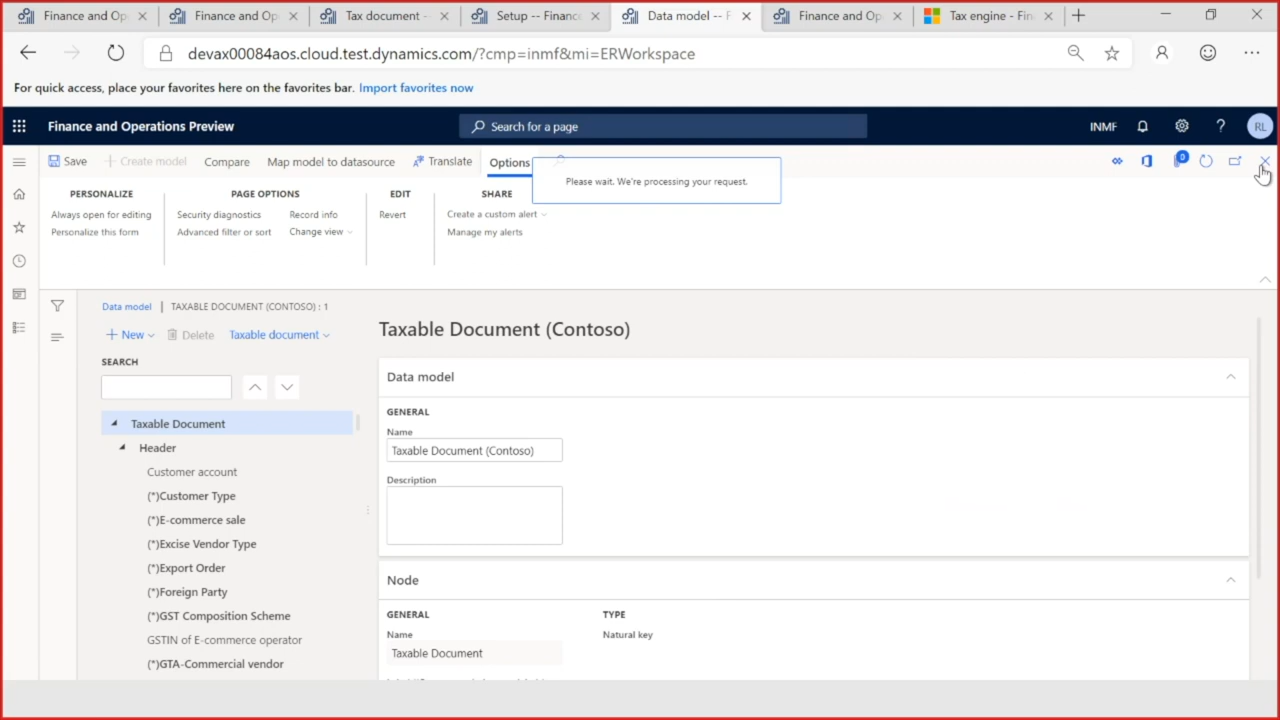 Finance and Op
Finance and Op
Tax document -
Setup -- Financ
Data model -- F
Finance and Op
Tax engine - Fin
devax00084aos.cloud.test.dynamics.com/?cmp=inmf&mi=ERWorkspace
For quick access, place your favorites here on the favorites bar. Import favorites now
Finance and Operations Preview
Search for a page
INMF
?
RL
Save
Create model
Compare
Map model to datasource
Translate
Options
0
Please wait. We're processing your request.
PERSONALIZE
Always open for editing
Personalize this form
PAGE OPTIONS
Security diagnostics
Record info
Advanced filter or sort
Change view
EDIT
Revert
SHARE
Create a custom alert
Manage my alerts
Data model | TAXABLE DOCUMENT (CONTOSO) : 1
New
Delete
Taxable document
SEARCH
Taxable Document
Header
Customer account
(*)Customer Type
(*)E-commerce sale
(*)Excise Vendor Type
(*)Export Order
(*)Foreign Party
(*)GST Composition Scheme
GSTIN of E-commerce operator
(*)GTA-Commercial vendor
Taxable Document (Contoso)
Data model
GENERAL
Name
Taxable Document (Contoso)
Description
Node
GENERAL
TYPE
Name
Natural key
Taxable Document